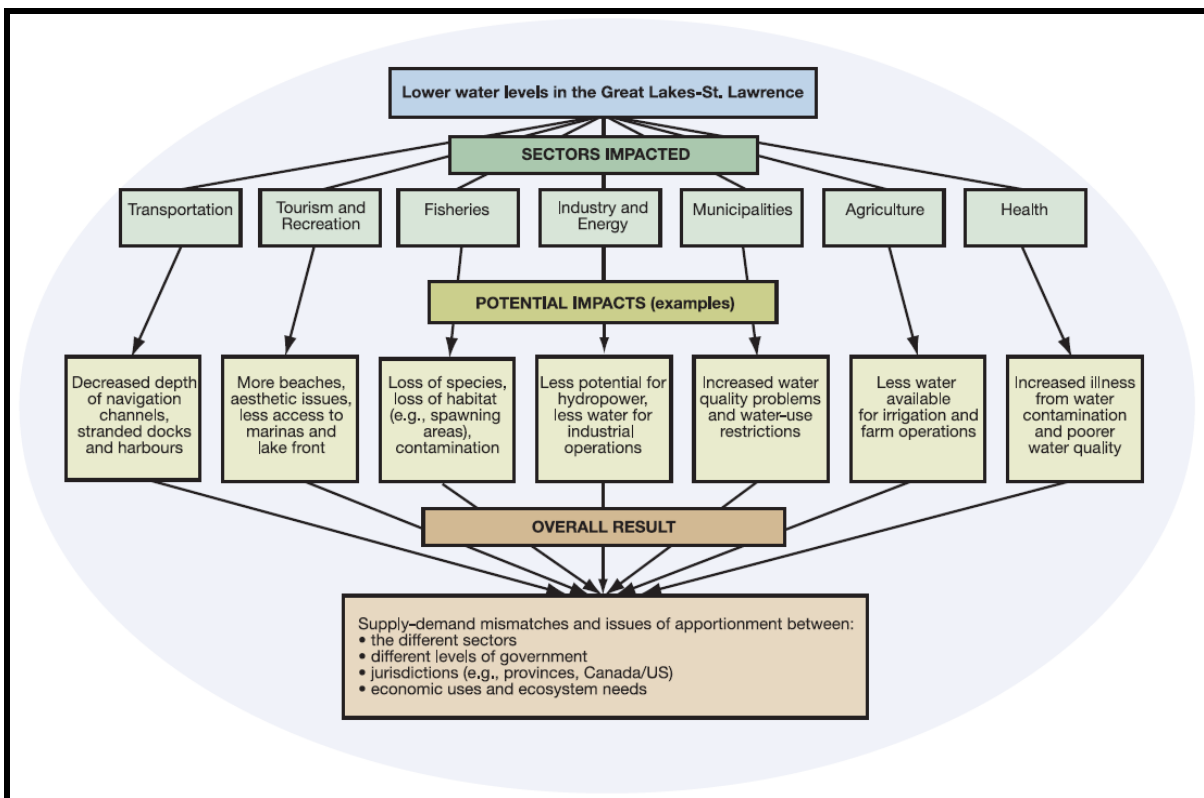 Lower water levels in the Great Lakes-St. Lawrence
SECTORS IMPACTED
Transportation
Tourism and
Recreation
Fisheries
Industry and
Energy
Municipalities
Agriculture
Health
POTENTIAL IMPACTS (examples)
Decreased depth
of navigation
channels,
stranded docks
and harbours
More beaches,
aesthetic issues,
less access to
marinas and
lake front
Loss of species,
loss of habitat
(e.g., spawning
areas),
contamination
Less potential for
hydropower,
less water for
industrial
operations
Increased water
quality problems
and water-use
restrictions
Less water
available
for irrigation and
farm operations
Increased illness
from water
contamination
and poorer
water quality
OVERALL RESULT
Supply-demand mismatches and issues of apportionment between:
• the different sectors
• different levels of government
• jurisdictions (e.g., provinces, Canada/US)
• economic uses and ecosystem needs